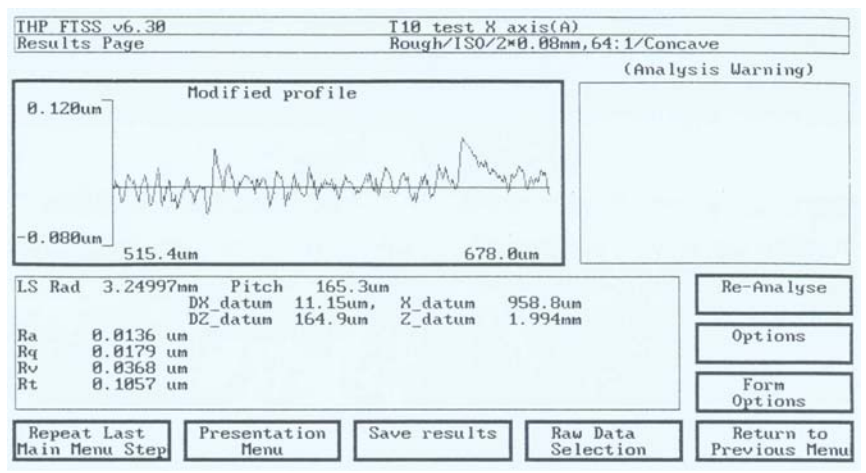 THP FTSS v6.30 T10 test X axis(A)
Results Page Rough/ISO/2*0.08mm,64:1/Concave
(Analysis Warning)
Modified profile
0.120um
-0.080um
515.4um 678.0um
LS Rad 3.24997mm Pitch 165.3um
DX_datum 11.15um, X_datum 958.8um
DZ_datum 164.9um Z_datum 1.994mm
Ra 0.0136 um
Rq 0.0179 um
Rv 0.0368 um
Rt 0.1057 um
Re-Analyse
Options
Form
Options
Repeat Last
Main Menu Step
Presentation
Menu
Save results
Raw Data
Selection
Return to
Previous Menu